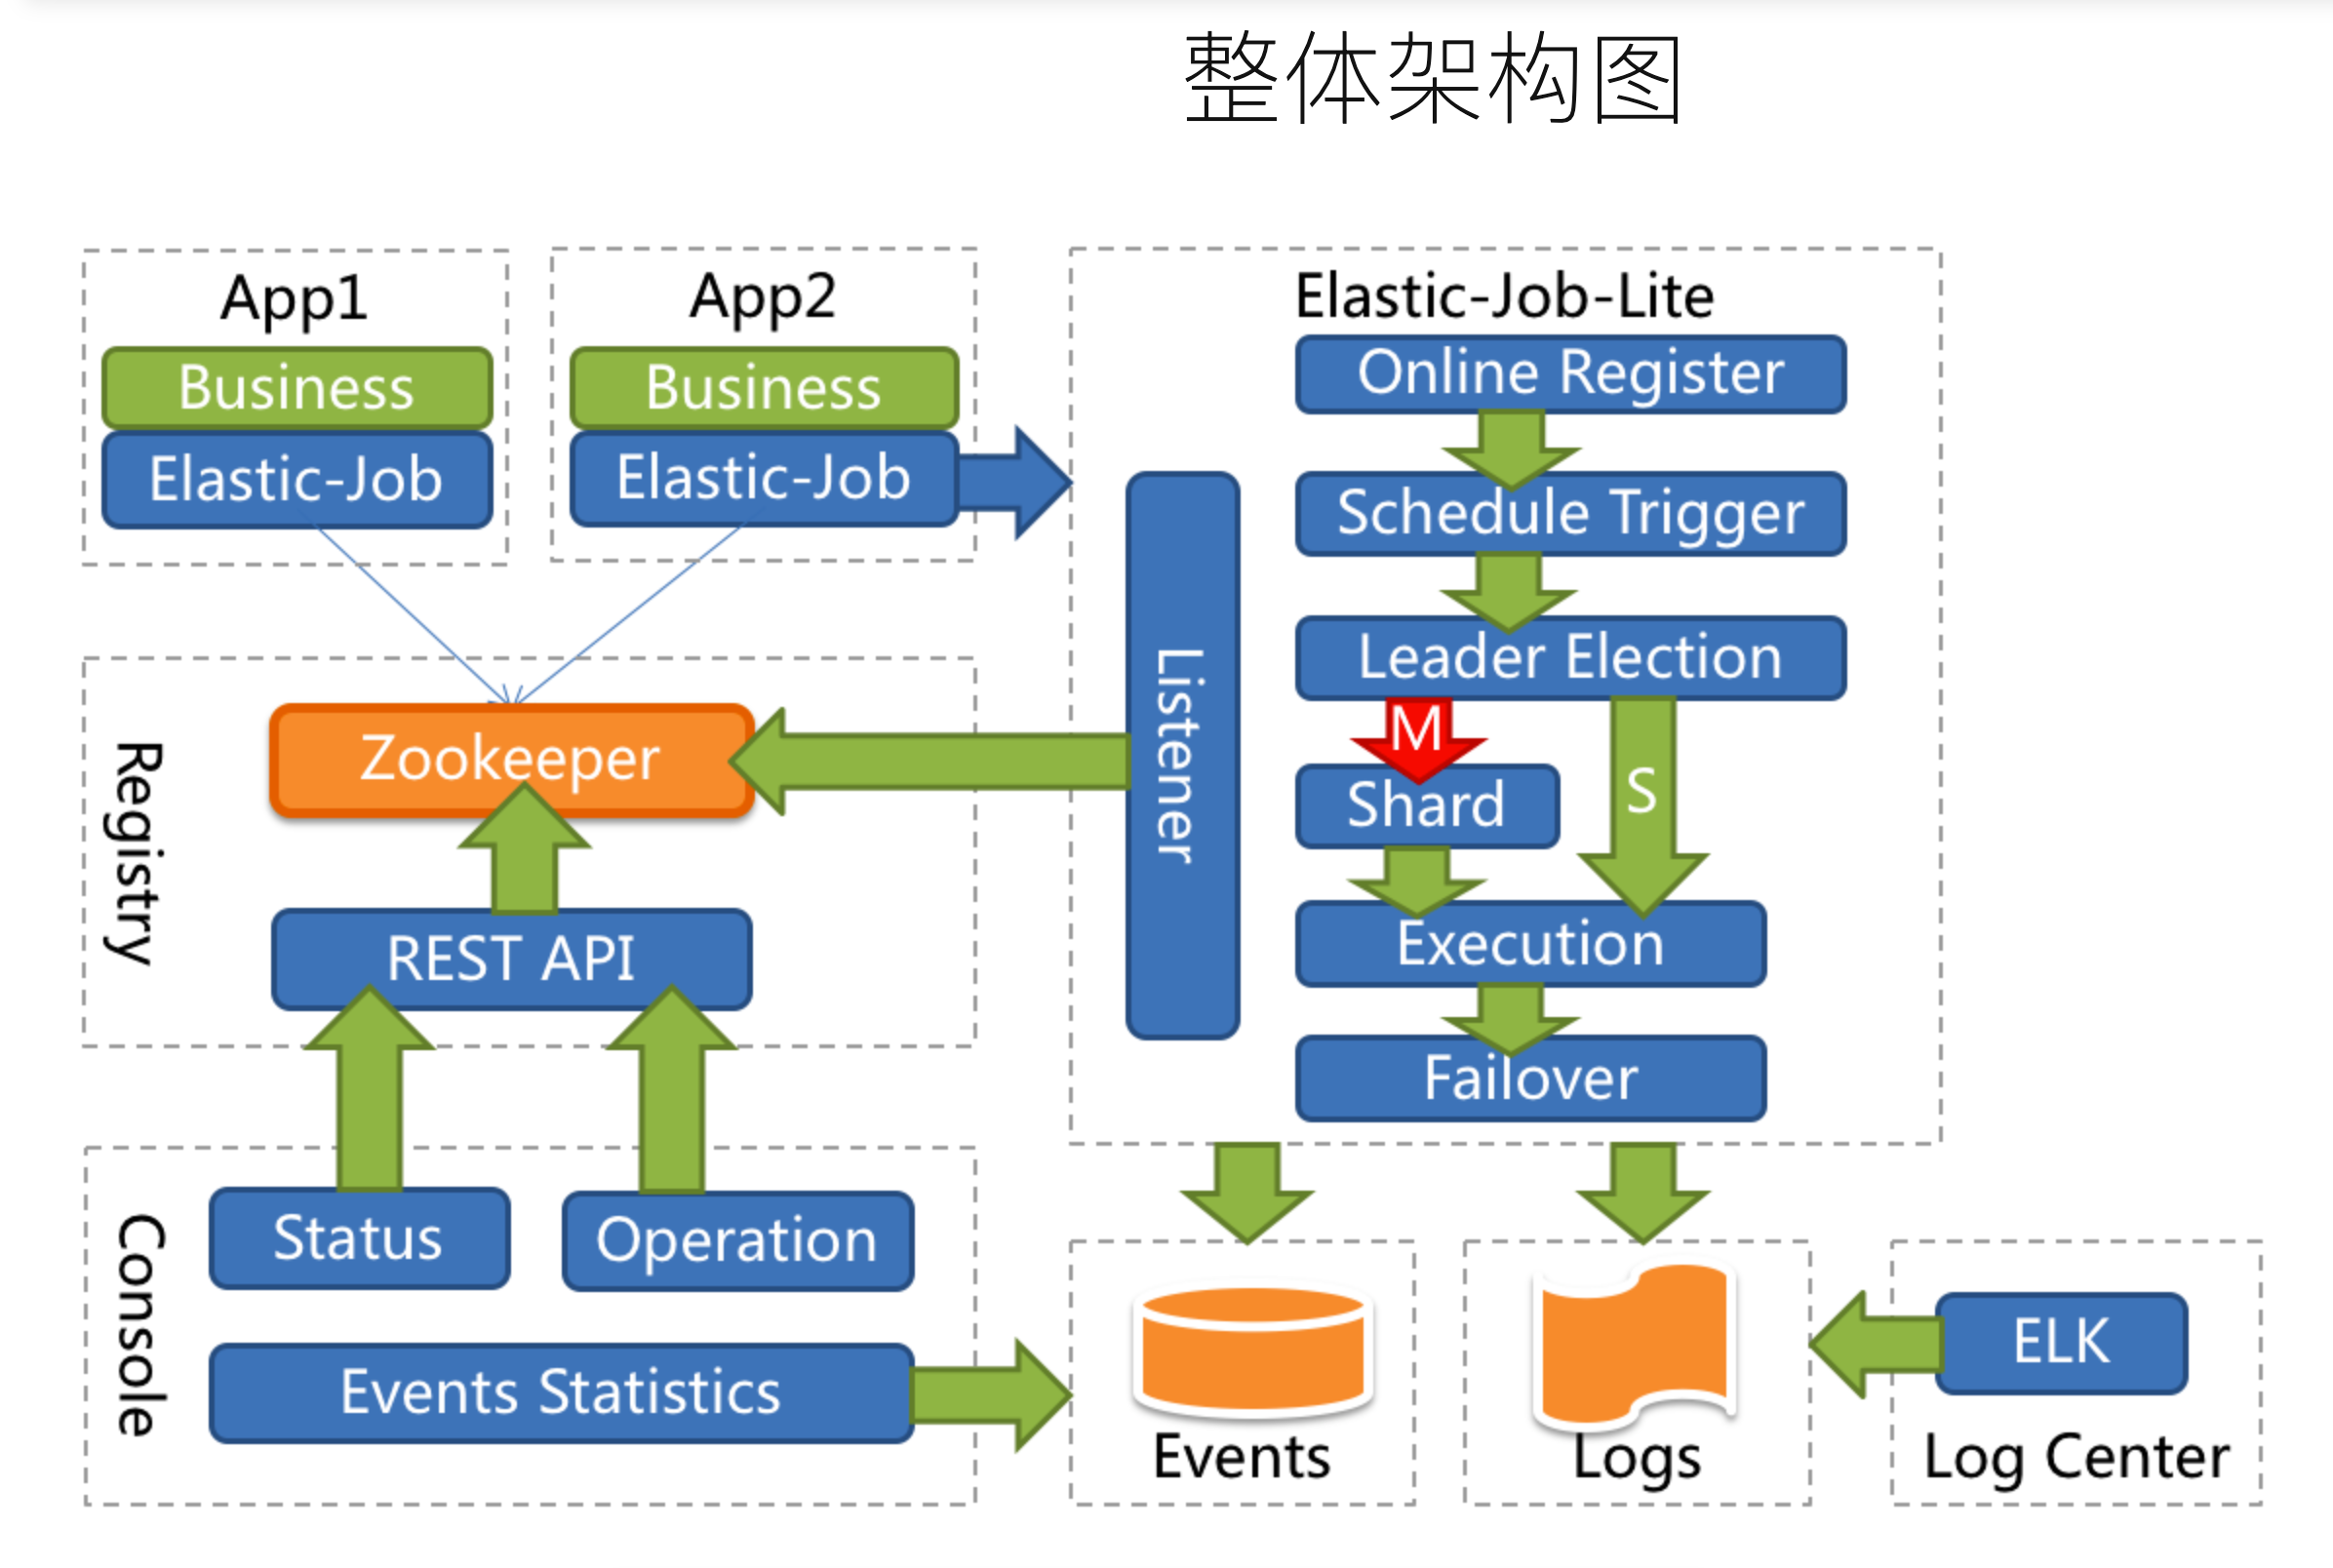 整体架构图
App1
Business
Elastic-Job
App2
Business
Elastic-Job
Elastic-Job-Lite
Online Register
Schedule Trigger
Leader Election
M
S
Shard
Execution
Failover
Listener
Registry
Zookeeper
REST API
Console
Status
Operation
Events Statistics
Events
Logs
ELK
Log Center